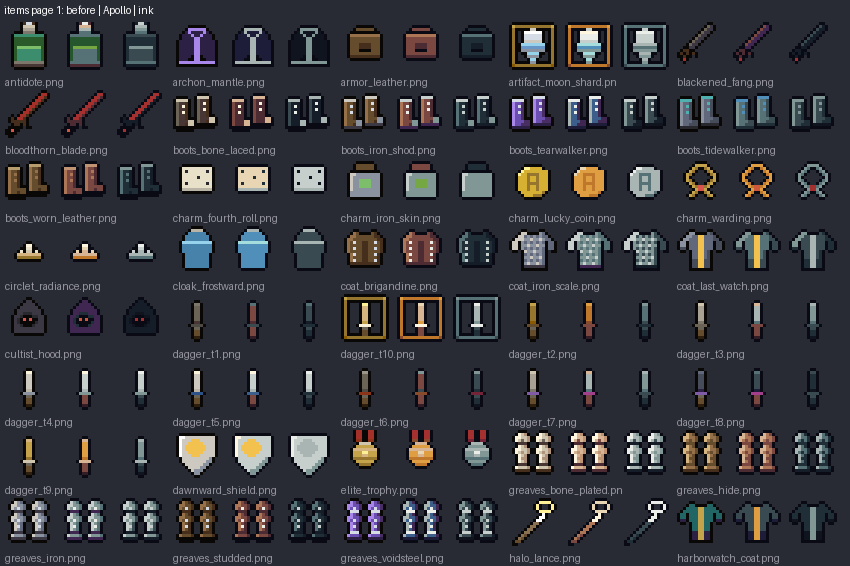 items page 1: before | Apollo | ink
antidote.png
archon_mantle.png
armor_leather.png
artifact_moon_shard.pn
blackened_fang.png
bloodthorn_blade.png
boots_bone_laced.png
boots_iron_shod.png
boots_tearwalker.png
boots_tidewalker.png
boots_worn_leather.png
charm_fourth_roll.png
charm_iron_skin.png
charm_lucky_coin.png
charm_warding.png
circlet_radiance.png
cloak_frostward.png
coat_brigandine.png
coat_iron_scale.png
coat_last_watch.png
cultist_hood.png
dagger_t1.png
dagger_t10.png
dagger_t2.png
dagger_t3.png
dagger_t4.png
dagger_t5.png
dagger_t6.png
dagger_t7.png
dagger_t8.png
dagger_t9.png
dawnward_shield.png
elite_trophy.png
greaves_bone_plated.pn
greaves_hide.png
greaves_iron.png
greaves_studded.png
greaves_voidsteel.png
halo_lance.png
harborwatch_coat.png